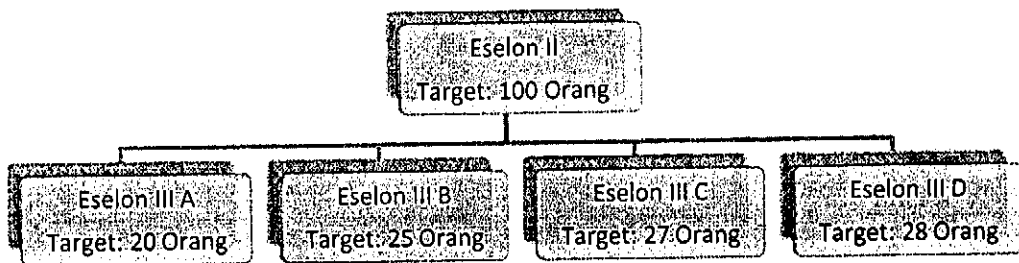 Eselon II
Target: 100 Orang
Eselon III A
Target: 20 Orang
Eselon III B
Target: 25 Orang
Eselon III C
Target: 27 Orang
Eselon III D
Target: 28 Orang